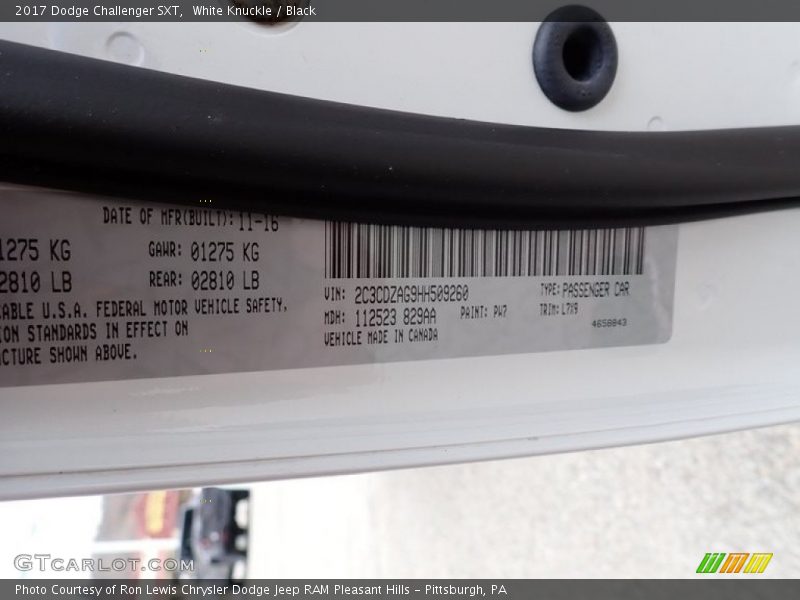 2017 Dodge Challenger SXT, White Knuckle / Black
DATE OF MFR(BUILT): 11-16
1275 KG GAWR: 01275 KG
2810 LB REAR: 02810 LB
CABLE U.S.A. FEDERAL MOTOR VEHICLE SAFETY,
ION STANDARDS IN EFFECT ON
ACTURE SHOWN ABOVE.
VIN: 2C3CDZAG9HH509260 TYPE: PASSENGER CAR
MDH: 112523 829AA PAINT: PW7 TRIM: L7X9
VEHICLE MADE IN CANADA 4658843
GTcarlot.com
Photo Courtesy of Ron Lewis Chrysler Dodge Jeep RAM Pleasant Hills - Pittsburgh, PA